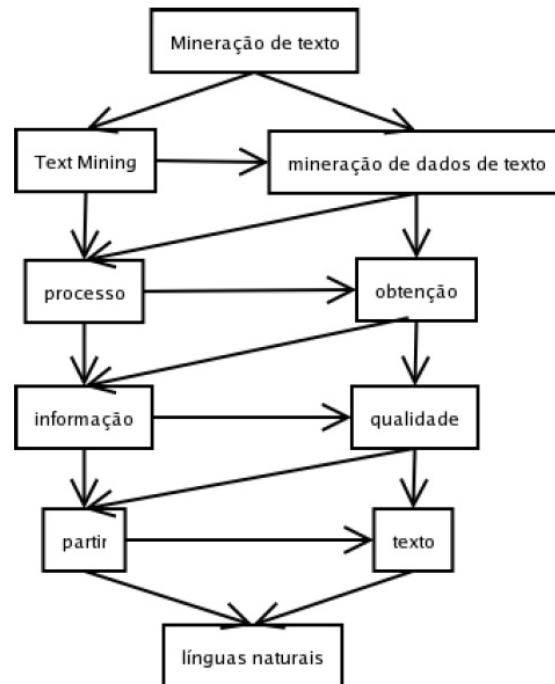 Mineração de texto
Text Mining
mineração de dados de texto
processo
obtenção
informação
qualidade
partir
texto
línguas naturais